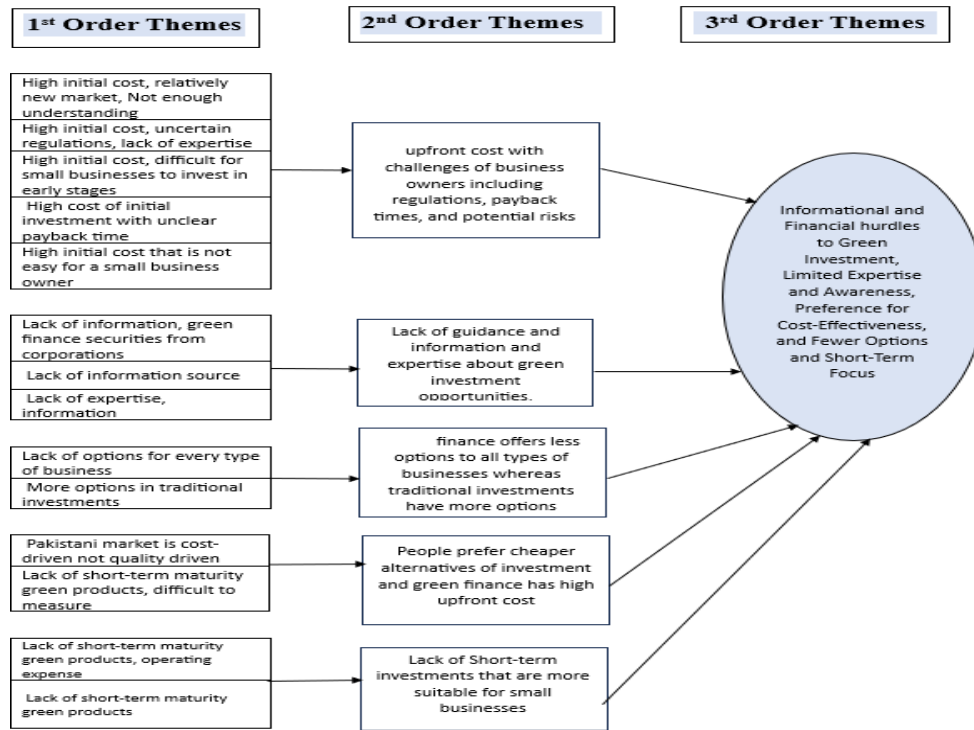 1st Order Themes
2nd Order Themes
3rd Order Themes
High initial cost, relatively
new market, Not enough
understanding
High initial cost, uncertain
regulations, lack of expertise
High initial cost, difficult for
small businesses to invest in
early stages
High cost of initial
investment with unclear
payback time
High initial cost that is not
easy for a small business
owner
Lack of information, green
finance securities from
corporations
Lack of information source
Lack of expertise,
information
Lack of options for every type
of business
More options in traditional
investments
Pakistani market is cost-
driven not quality driven
Lack of short-term maturity
green products, difficult to
measure
Lack of short-term maturity
green products, operating
expense
Lack of short-term maturity
green products
upfront cost with
challenges of business
owners including
regulations, payback
times, and potential risks
Lack of guidance and
information and
expertise about green
investment
opportunities.
finance offers less
options to all types of
businesses whereas
traditional investments
have more options
People prefer cheaper
alternatives of investment
and green finance has high
upfront cost
Lack of Short-term
investments that are more
suitable for small
businesses
Informational and
Financial hurdles
to Green
Investment,
Limited Expertise
and Awareness,
Preference for
Cost-Effectiveness,
and Fewer Options
and Short-Term
Focus